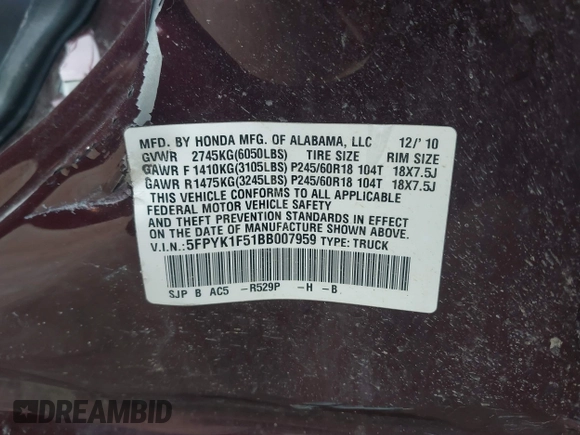 MFD. BY HONDA MFG. OF ALABAMA, LLC 12/'10
GVWR 2745KG(6050LBS) TIRE SIZE RIM SIZE
GAWR F 1410KG(3105LBS) P245/60R18 104T 18X7.5J
GAWR R 1475KG(3245LBS) P245/60R18 104T 18X7.5J
THIS VEHICLE CONFORMS TO ALL APPLICABLE
FEDERAL MOTOR VEHICLE SAFETY
AND THEFT PREVENTION STANDARDS IN EFFECT
ON THE DATE OF MANUFACTURE SHOWN ABOVE.
V.I.N.: 5FPYK1F51BB007959 TYPE: TRUCK
SJP B AC5 -R529P -H -B
DREAMBID